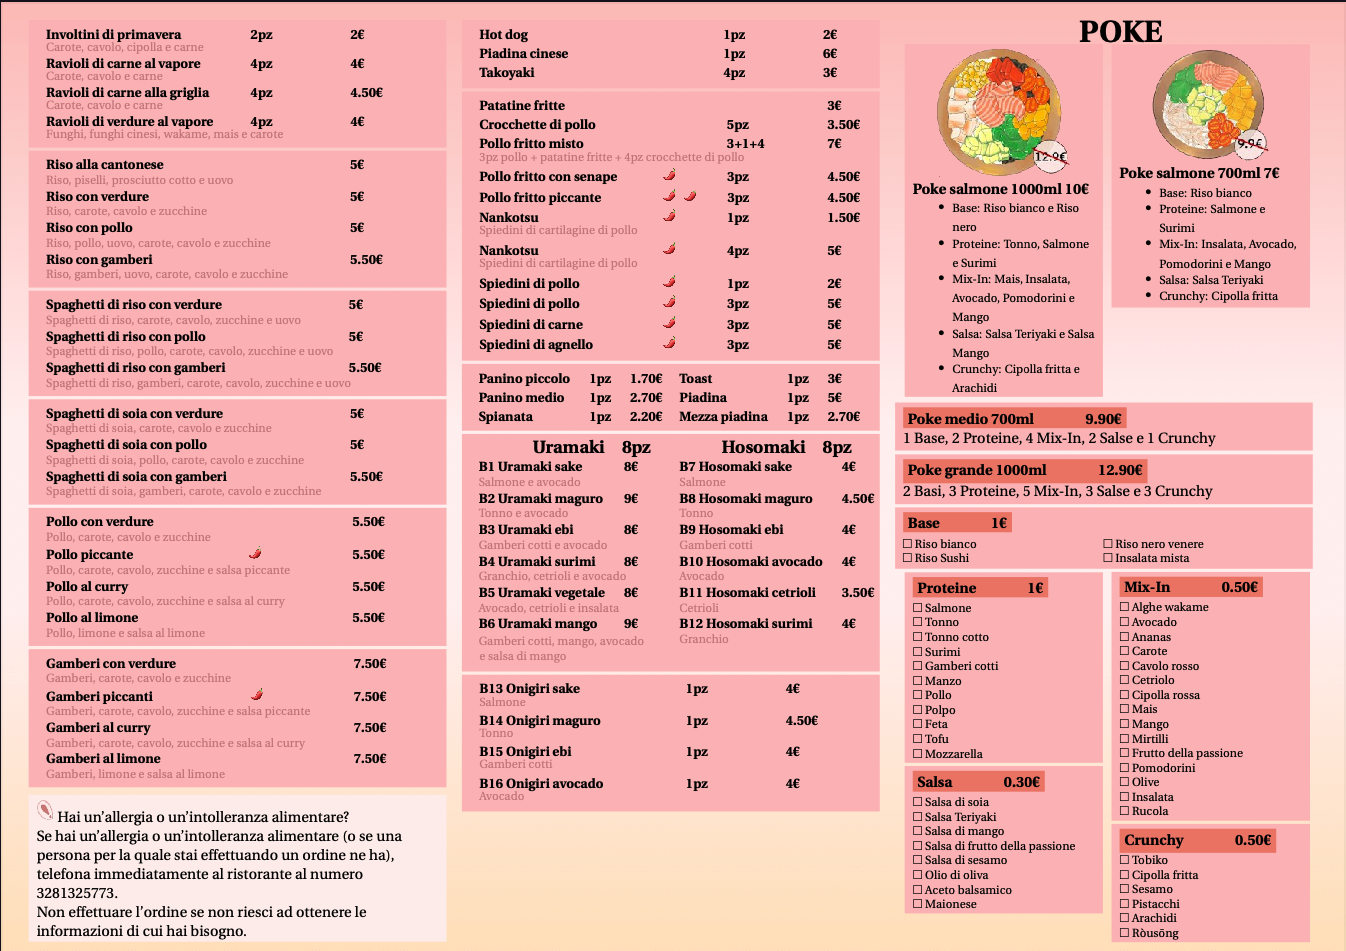 Involtini di primavera 2pz 2€
Carote, cavolo, cipolla e carne
Ravioli di carne al vapore 4pz 4€
Carote, cavolo e carne
Ravioli di carne alla griglia 4pz 4.50€
Carote, cavolo e carne
Ravioli di verdure al vapore 4pz 4€
Funghi, funghi cinesi, wakame, mais e carote
Riso alla cantonese 5€
Riso, piselli, prosciutto cotto e uovo
Riso con verdure 5€
Riso, carote, cavolo e zucchine
Riso con pollo 5€
Riso, pollo, uovo, carote, cavolo e zucchine
Riso con gamberi 5.50€
Riso, gamberi, uovo, carote, cavolo e zucchine
Spaghetti di riso con verdure 5€
Spaghetti di riso, carote, cavolo, zucchine e uovo
Spaghetti di riso con pollo 5€
Spaghetti di riso, pollo, carote, cavolo, zucchine e uovo
Spaghetti di riso con gamberi 5.50€
Spaghetti di riso, gamberi, carote, cavolo, zucchine e uovo
Spaghetti di soia con verdure 5€
Spaghetti di soia, carote, cavolo e zucchine
Spaghetti di soia con pollo 5€
Spaghetti di soia, pollo, carote, cavolo e zucchine
Spaghetti di soia con gamberi 5.50€
Spaghetti di soia, gamberi, carote, cavolo e zucchine
Pollo con verdure 5.50€
Pollo, carote, cavolo e zucchine
Pollo piccante 5.50€
Pollo, carote, cavolo, zucchine e salsa piccante
Pollo al curry 5.50€
Pollo, carote, cavolo, zucchine e salsa al curry
Pollo al limone 5.50€
Pollo, limone e salsa al limone
Gamberi con verdure 7.50€
Gamberi, carote, cavolo e zucchine
Gamberi piccanti 7.50€
Gamberi, carote, cavolo, zucchine e salsa piccante
Gamberi al curry 7.50€
Gamberi, carote, cavolo, zucchine e salsa al curry
Gamberi al limone 7.50€
Gamberi, limone e salsa al limone
Hai un'allergia o un'intolleranza alimentare?
Se hai un'allergia o un'intolleranza alimentare (o se una
persona per la quale stai effettuando un ordine ne ha),
telefona immediatamente al ristorante al numero
3281325773.
Non effettuare l'ordine se non riesci ad ottenere le
informazioni di cui hai bisogno.
Hot dog 1pz 2€
Piadina cinese 1pz 6€
Takoyaki 4pz 3€
Patatine fritte 3€
Crocchette di pollo 5pz 3.50€
Pollo fritto misto 3+1+4 7€
3pz pollo + patatine fritte + 4pz crocchette di pollo
Pollo fritto con senape 3pz 4.50€
Pollo fritto piccante 3pz 4.50€
Nankotsu 1pz 1.50€
Spiedini di cartilagine di pollo
Nankotsu 4pz 5€
Spiedini di cartilagine di pollo
Spiedini di pollo 1pz 2€
Spiedini di pollo 3pz 5€
Spiedini di carne 3pz 5€
Spiedini di agnello 3pz 5€
Panino piccolo 1pz 1.70€ Toast 1pz 3€
Panino medio 1pz 2.70€ Piadina 1pz 5€
Spianata 1pz 2.20€ Mezza piadina 1pz 2.70€
Uramaki 8pz
B1 Uramaki sake 8€
Salmone e avocado
B2 Uramaki maguro 9€
Tonno e avocado
B3 Uramaki ebi 8€
Gamberi cotti e avocado
B4 Uramaki surimi 8€
Granchio, cetrioli e avocado
B5 Uramaki vegetale 8€
Avocado, cetrioli e insalata
B6 Uramaki mango 9€
Gamberi cotti, mango, avocado
e salsa di mango
Hosomaki 8pz
B7 Hosomaki sake 4€
Salmone
B8 Hosomaki maguro 4.50€
Tonno
B9 Hosomaki ebi 4€
Gamberi cotti
B10 Hosomaki avocado 4€
Avocado
B11 Hosomaki cetrioli 3.50€
Cetrioli
B12 Hosomaki surimi 4€
Granchio
B13 Onigiri sake 1pz 4€
Salmone
B14 Onigiri maguro 1pz 4.50€
Tonno
B15 Onigiri ebi 1pz 4€
Gamberi cotti
B16 Onigiri avocado 1pz 4€
Avocado
POKE
12.9€
Poke salmone 1000ml 10€
• Base: Riso bianco e Riso
nero
• Proteine: Tonno, Salmone
e Surimi
• Mix-In: Mais, Insalata,
Avocado, Pomodorini e
Mango
• Salsa: Salsa Teriyaki e Salsa
Mango
• Crunchy: Cipolla fritta e
Arachidi
9.9€
Poke salmone 700ml 7€
• Base: Riso bianco
• Proteine: Salmone e
Surimi
• Mix-In: Insalata, Avocado,
Pomodorini e Mango
• Salsa: Salsa Teriyaki
• Crunchy: Cipolla fritta
Poke medio 700ml 9.90€
1 Base, 2 Proteine, 4 Mix-In, 2 Salse e 1 Crunchy
Poke grande 1000ml 12.90€
2 Basi, 3 Proteine, 5 Mix-In, 3 Salse e 3 Crunchy
Base 1€
☐ Riso bianco ☐ Riso nero venere
☐ Riso Sushi ☐ Insalata mista
Proteine 1€
☐ Salmone
☐ Tonno
☐ Tonno cotto
☐ Surimi
☐ Gamberi cotti
☐ Manzo
☐ Pollo
☐ Polpo
☐ Feta
☐ Tofu
☐ Mozzarella
Salsa 0.30€
☐ Salsa di soia
☐ Salsa Teriyaki
☐ Salsa di mango
☐ Salsa di frutto della passione
☐ Salsa di sesamo
☐ Olio di oliva
☐ Aceto balsamico
☐ Maionese
Mix-In 0.50€
☐ Alghe wakame
☐ Avocado
☐ Ananas
☐ Carote
☐ Cavolo rosso
☐ Cetriolo
☐ Cipolla rossa
☐ Mais
☐ Mango
☐ Mirtilli
☐ Frutto della passione
☐ Pomodorini
☐ Olive
☐ Insalata
☐ Rucola
Crunchy 0.50€
☐ Tobiko
☐ Cipolla fritta
☐ Sesamo
☐ Pistacchi
☐ Arachidi
☐ Ròusōng